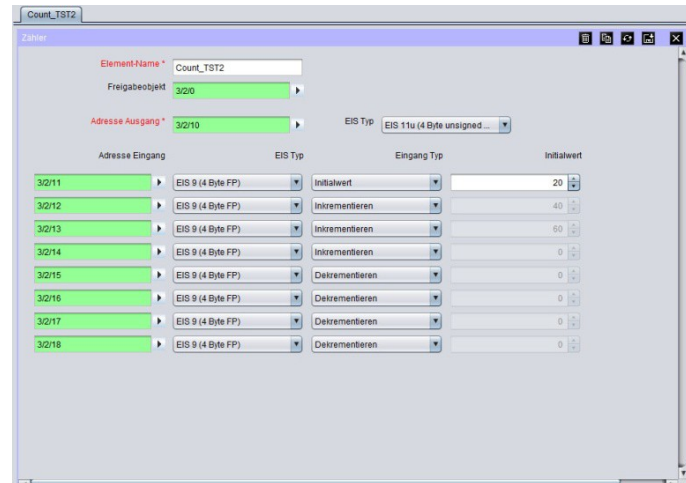 Count_TST2
Zähler
Element-Name * Count_TST2
Freigabeobjekt 3/2/0
Adresse Ausgang * 3/2/10 EIS Typ EIS 11u (4 Byte unsigned ...
Adresse Eingang EIS Typ Eingang Typ Initialwert
3/2/11 EIS 9 (4 Byte FP) Initialwert 20
3/2/12 EIS 9 (4 Byte FP) Inkrementieren 40
3/2/13 EIS 9 (4 Byte FP) Inkrementieren 60
3/2/14 EIS 9 (4 Byte FP) Inkrementieren 0
3/2/15 EIS 9 (4 Byte FP) Dekrementieren 0
3/2/16 EIS 9 (4 Byte FP) Dekrementieren 0
3/2/17 EIS 9 (4 Byte FP) Dekrementieren 0
3/2/18 EIS 9 (4 Byte FP) Dekrementieren 0